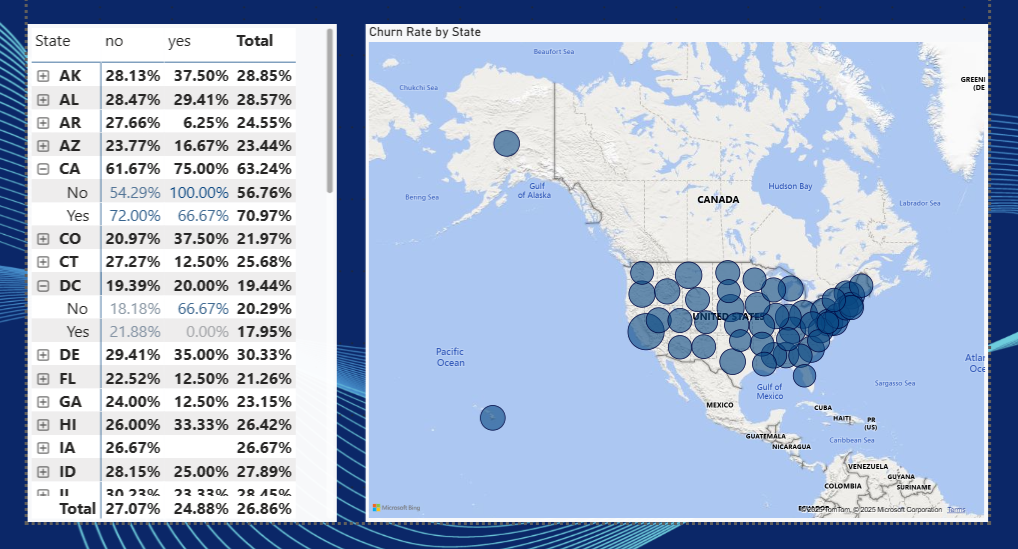 State no yes Total
AK 28.13% 37.50% 28.85%
AL 28.47% 29.41% 28.57%
AR 27.66% 6.25% 24.55%
AZ 23.77% 16.67% 23.44%
CA 61.67% 75.00% 63.24%
No 54.29% 100.00% 56.76%
Yes 72.00% 66.67% 70.97%
CO 20.97% 37.50% 21.97%
CT 27.27% 12.50% 25.68%
DC 19.39% 20.00% 19.44%
No 18.18% 66.67% 20.29%
Yes 21.88% 0.00% 17.95%
DE 29.41% 35.00% 30.33%
FL 22.52% 12.50% 21.26%
GA 24.00% 12.50% 23.15%
HI 26.00% 33.33% 26.42%
IA 26.67% 26.67%
ID 28.15% 25.00% 27.89%
IL 30.23% 23.33% 28.45%
Total 27.07% 24.88% 26.86%
Churn Rate by State
Beaufort Sea
Chukchi Sea
GREENL
(DE
Gulf
of Alaska
Bering Sea
Hudson Bay
CANADA
Labrador Sea
UNITED STATES
Pacific
Ocean
Atlan
Oce
Sargasso Sea
Gulf of
Mexico
MEXICO
CUBA
HAITI
PR
(US)
GUATEMALA
NICARAGUA
Caribbean Sea
VENEZUELA
GUYANA
SURINAME
COLOMBIA
Microsoft Bing
© 2025 TomTom, © 2025 Microsoft Corporation Terms